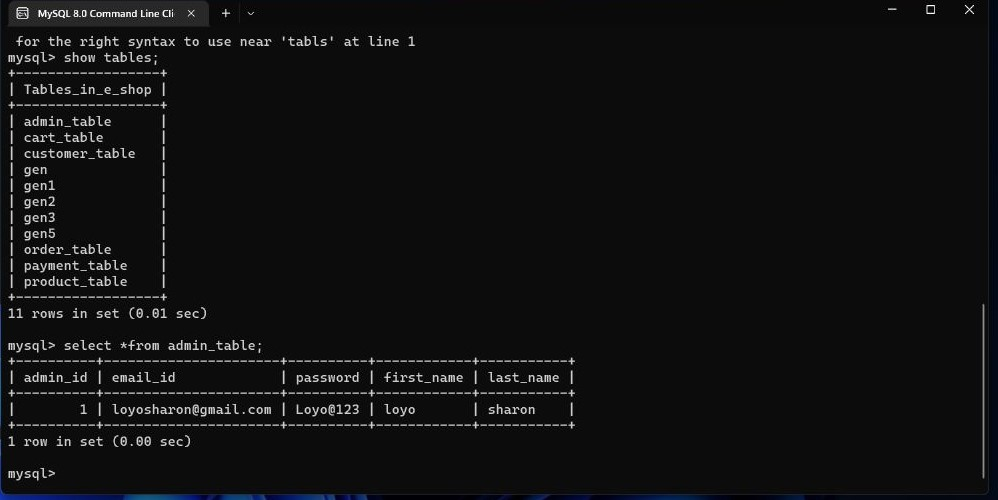 MySQL 8.0 Command Line Cli
for the right syntax to use near 'tabls' at line 1
mysql> show tables;
+------------------+
| Tables_in_e_shop |
+------------------+
| admin_table      |
| cart_table       |
| customer_table   |
| gen              |
| gen1             |
| gen2             |
| gen3             |
| gen5             |
| order_table      |
| payment_table    |
| product_table    |
+------------------+
11 rows in set (0.01 sec)
mysql> select *from admin_table;
+----------+----------------------+----------+------------+-----------+
| admin_id | email_id             | password | first_name | last_name |
+----------+----------------------+----------+------------+-----------+
|        1 | loyosharon@gmail.com | Loyo@123 | loyo       | sharon    |
+----------+----------------------+----------+------------+-----------+
1 row in set (0.00 sec)
mysql>